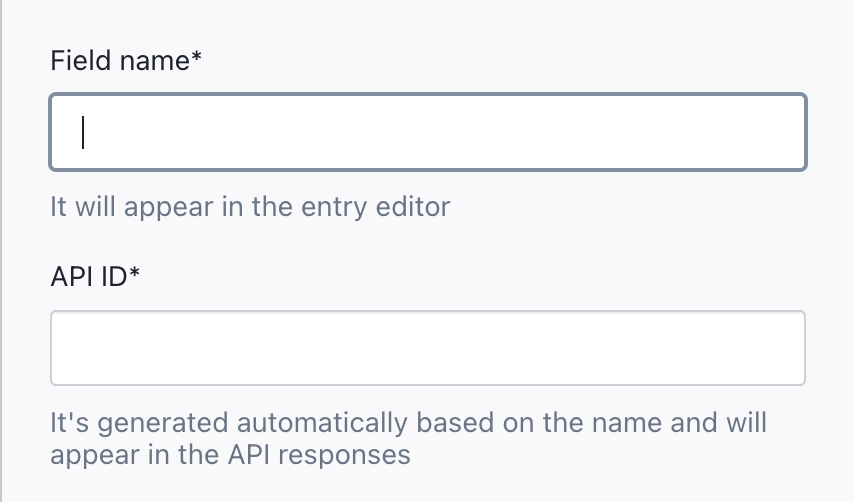 Field name*
It will appear in the entry editor
API ID*
It's generated automatically based on the name and will
appear in the API responses